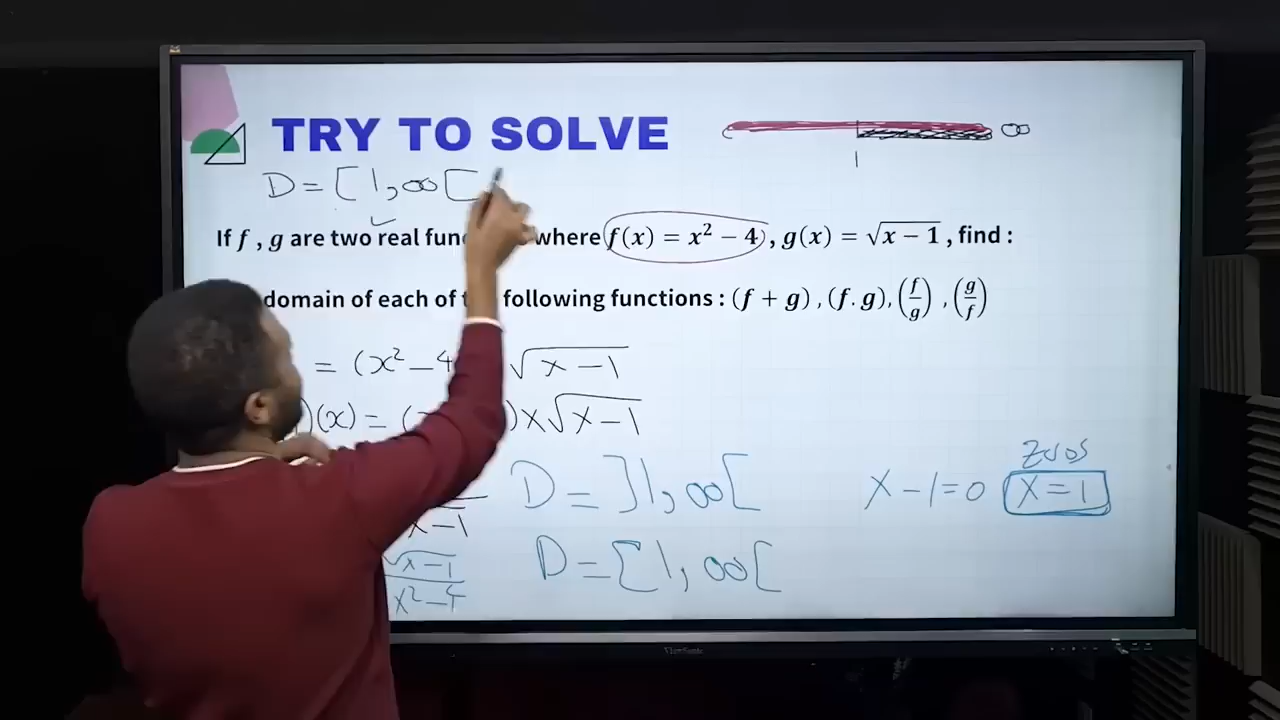 TRY TO SOLVE
∞
1
D = [1,∞[
If f , g are two real where f(x) = x² − 4 , g(x) = √(x − 1) , find :
domain of each of following functions : (f + g) , (f. g), (f/g) , (g/f)
= (x² − 4 √(x − 1)
)(x) = ( )×√(x − 1)
zeros
D = ]1,∞[ x − 1 = 0 x = 1
x − 1
D = [1, ∞[
√(x − 1)
x² − 4
ViewSonic